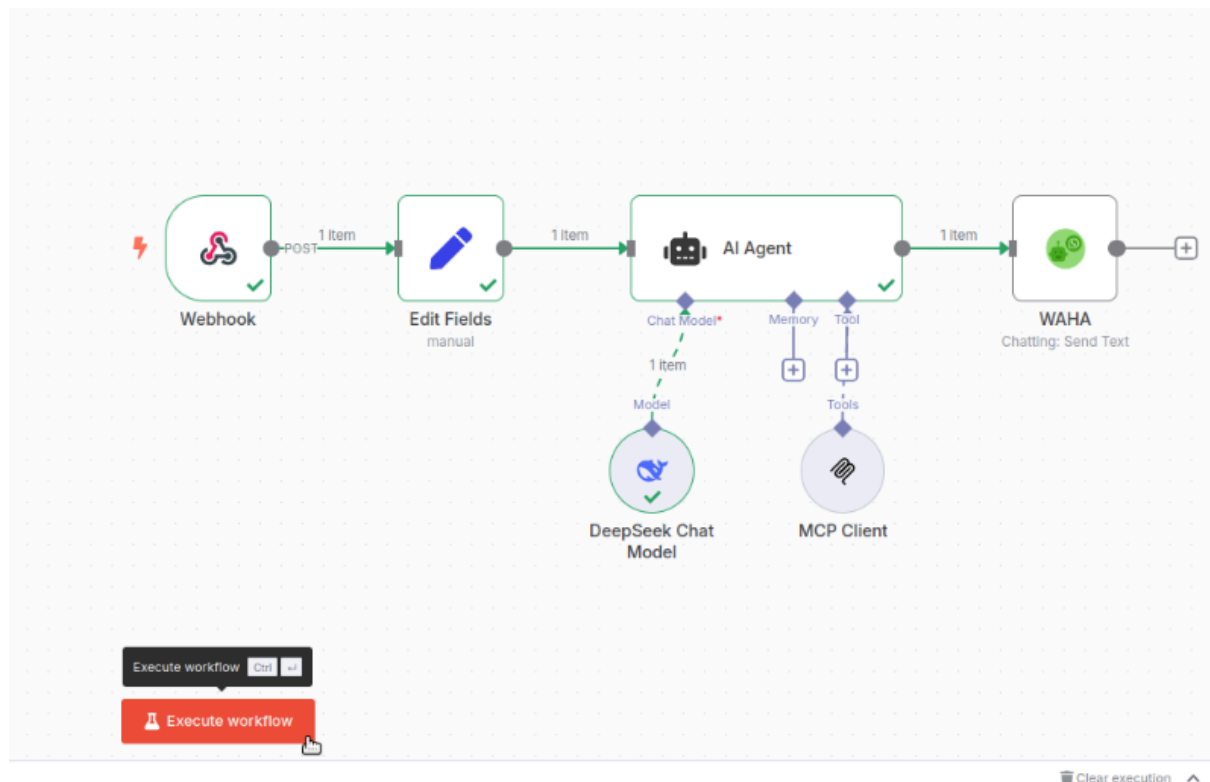 1 item
1 item
1 item
POST
AI Agent
Webhook
Edit Fields
manual
Chat Model*
Memory
Tool
WAHA
Chatting: Send Text
1 item
Model
Tools
DeepSeek Chat
Model
MCP Client
Execute workflow Ctrl ↵
Execute workflow
Clear execution